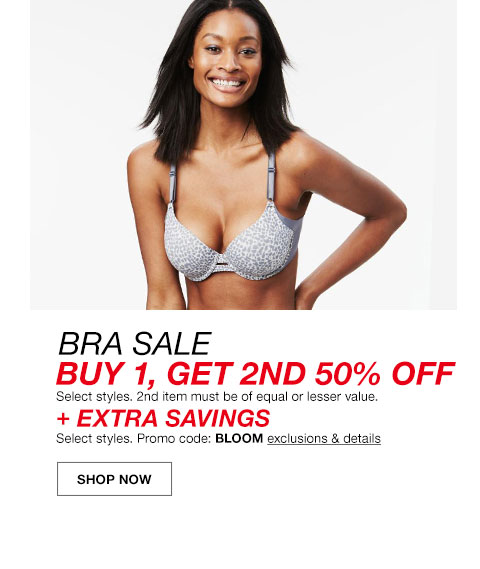 BRA SALE
BUY 1, GET 2ND 50% OFF
Select styles. 2nd item must be of equal or lesser value.
+ EXTRA SAVINGS
Select styles. Promo code: BLOOM exclusions & details
SHOP NOW